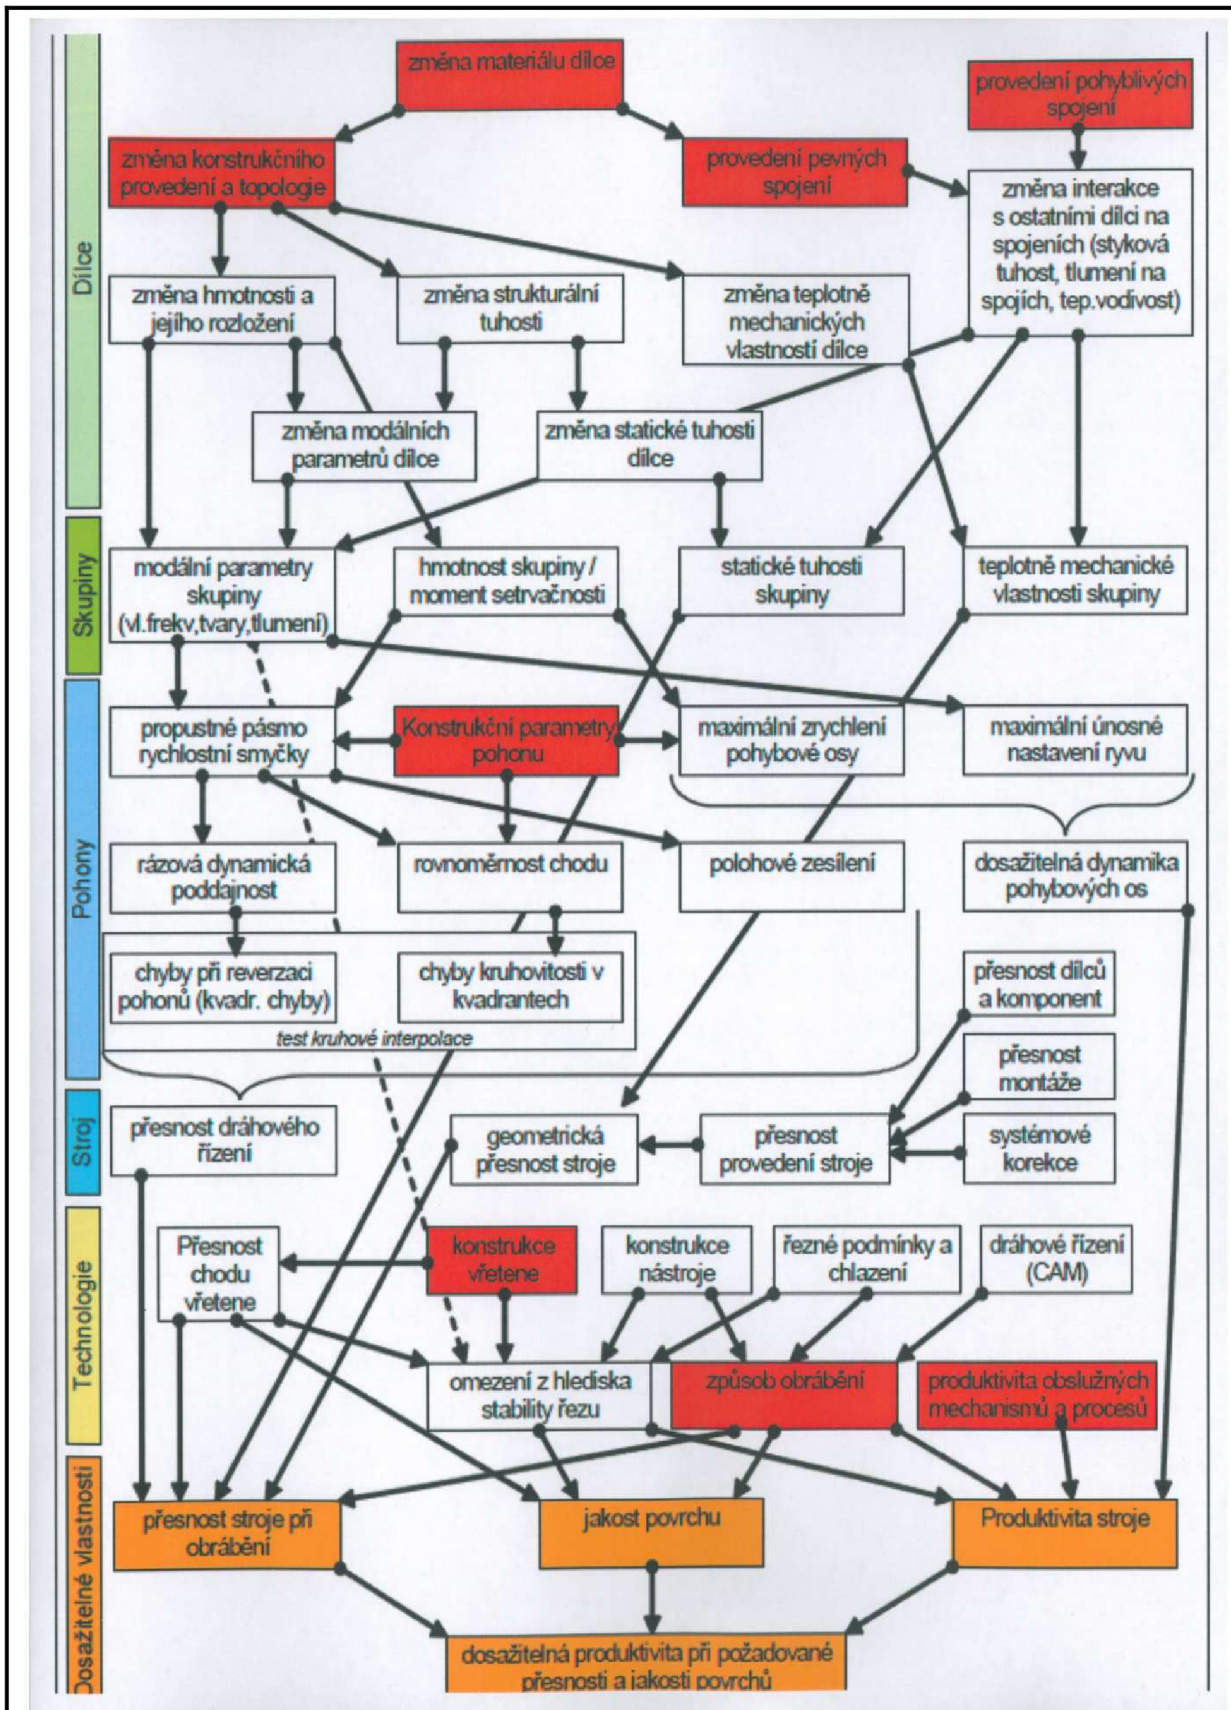 Dílce
změna materiálu dílce
provedení pohyblivých
spojení
změna konstrukčního
provedení a topologie
provedení pevných
spojení
změna interakce
s ostatními dílci na
spojeních (styková
tuhost, tlumení na
spojích, tep.vodivost)
změna hmotnosti a
jejího rozložení
změna strukturální
tuhosti
změna teplotně
mechanických
vlastností dílce
změna modálních
parametrů dílce
změna statické tuhosti
dílce
Skupiny
modální parametry
skupiny
(vl.frekv,tvary,tlumení)
hmotnost skupiny /
moment setrvačnosti
statické tuhosti
skupiny
teplotně mechanické
vlastnosti skupiny
Pohony
propustné pásmo
rychlostní smyčky
Konstrukční parametry
pohonu
maximální zrychlení
pohybové osy
maximální únosné
nastavení ryvu
rázová dynamická
poddajnost
rovnoměrnost chodu
polohové zesílení
dosažitelná dynamika
pohybových os
chyby při reverzaci
pohonů (kvadr. chyby)
chyby kruhovitosti v
kvadrantech
test kruhové interpolace
přesnost dílců
a komponent
přesnost
montáže
Stroj
přesnost dráhového
řízení
geometrická
přesnost stroje
přesnost
provedení stroje
systémové
korekce
Technologie
Přesnost
chodu
vřetene
konstrukce
vřetene
konstrukce
nástroje
řezné podmínky a
chlazení
dráhové řízení
(CAM)
omezení z hlediska
stability řezu
způsob obrábění
produktivita obslužných
mechanismů a procesů
Dosažitelné vlastnosti
přesnost stroje při
obrábění
jakost povrchu
Produktivita stroje
dosažitelná produktivita při požadované
přesnosti a jakosti povrchů